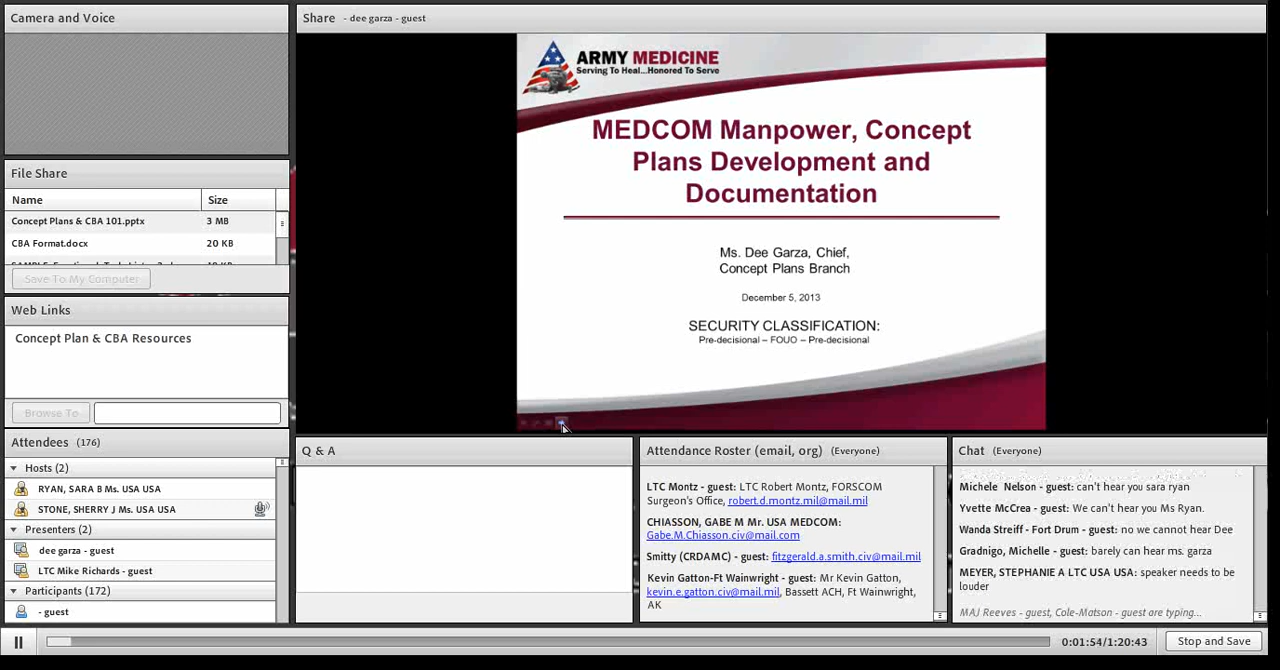 Camera and Voice
File Share
Name Size
Concept Plans & CBA 101.pptx 3 MB
CBA Format.docx 20 KB
Save To My Computer
Web Links
Concept Plan & CBA Resources
Browse To
Attendees (176)
Hosts (2)
RYAN, SARA B Ms. USA USA
STONE, SHERRY J Ms. USA USA
Presenters (2)
dee garza - guest
LTC Mike Richards - guest
Participants (172)
- guest
Share - dee garza - guest
ARMY MEDICINE
Serving To Heal...Honored To Serve
MEDCOM Manpower, Concept
Plans Development and
Documentation
Ms. Dee Garza, Chief,
Concept Plans Branch
December 5, 2013
SECURITY CLASSIFICATION:
Pre-decisional – FOUO – Pre-decisional
Q & A
Attendance Roster (email, org) (Everyone)
LTC Montz - guest: LTC Robert Montz, FORSCOM
Surgeon's Office, robert.d.montz.mil@mail.mil
CHIASSON, GABE M Mr. USA MEDCOM:
Gabe.M.Chiasson.civ@mail.com
Smitty (CRDAMC) - guest: fitzgerald.a.smith.civ@mail.mil
Kevin Gatton-Ft Wainwright - guest: Mr Kevin Gatton,
kevin.e.gatton.civ@mail.mil, Bassett ACH, Ft Wainwright,
AK
Chat (Everyone)
Michele Nelson - guest: can't hear you sara ryan
Yvette McCrea - guest: We can't hear you Ms Ryan.
Wanda Streiff - Fort Drum - guest: no we cannot hear Dee
Gradnigo, Michelle - guest: barely can hear ms. garza
MEYER, STEPHANIE A LTC USA USA: speaker needs to be
louder
MAJ Reeves - guest, Cole-Matson - guest are typing...
0:01:54/1:20:43
Stop and Save